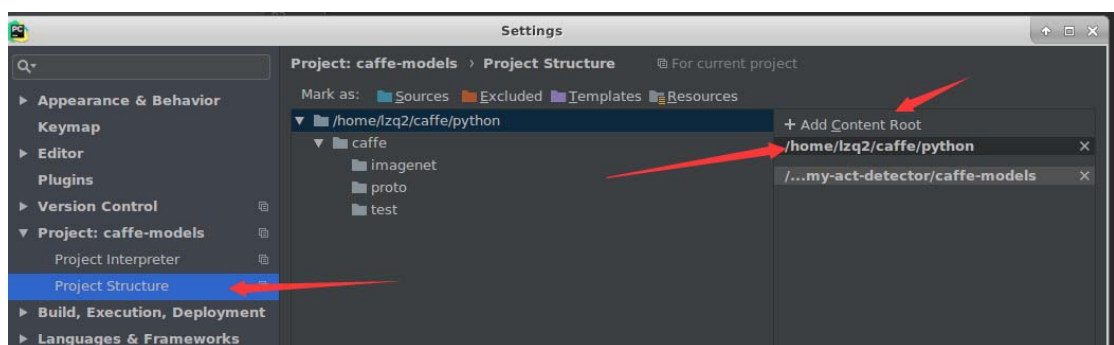 PC
Settings
Project: caffe-models › Project Structure For current project
Mark as: Sources Excluded Templates Resources
Appearance & Behavior
Keymap
Editor
Plugins
Version Control
Project: caffe-models
Project Interpreter
Project Structure
Build, Execution, Deployment
Languages & Frameworks
/home/lzq2/caffe/python
caffe
imagenet
proto
test
+ Add Content Root
/home/lzq2/caffe/python ×
/...my-act-detector/caffe-models ×